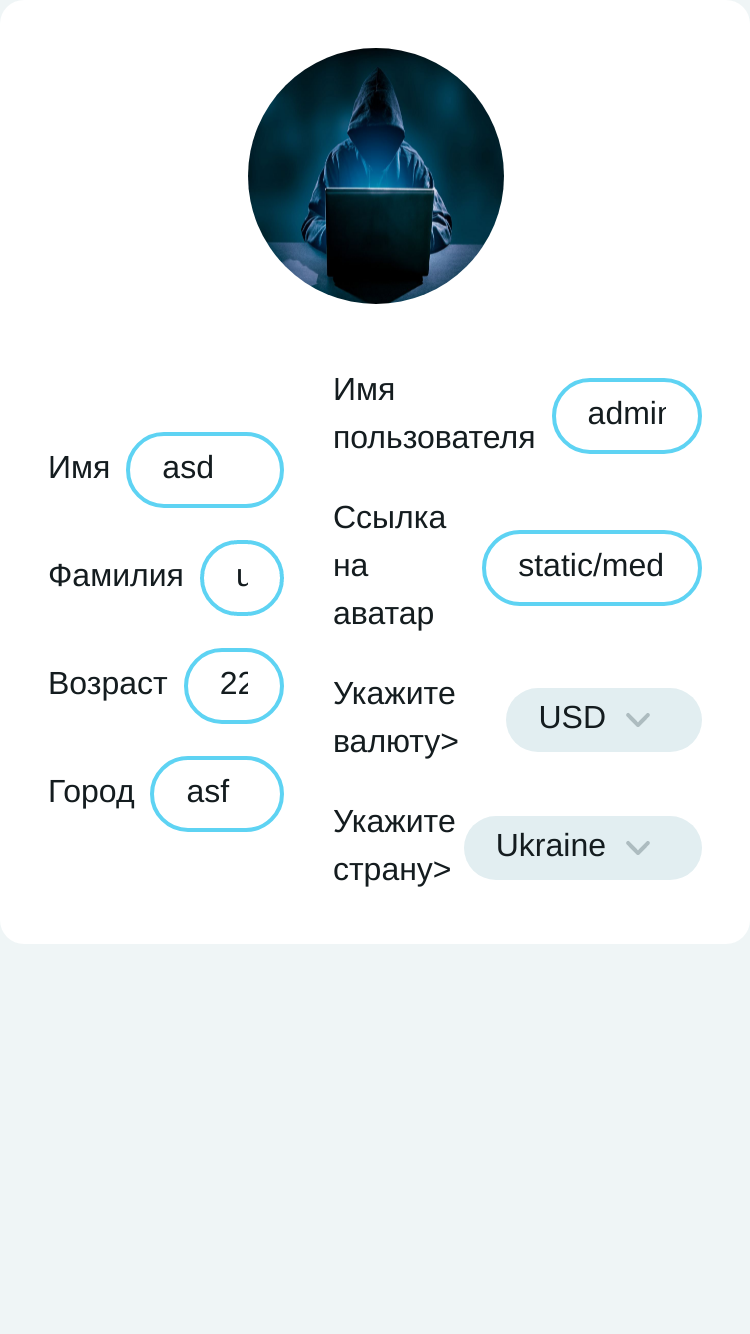 Имя
asd
Фамилия
Возраст
22
Город
asf
Имя
пользователя
Ссылка
на
аватар
static/med
Укажите
валюту>
USD
Укажите
страну>
Ukraine